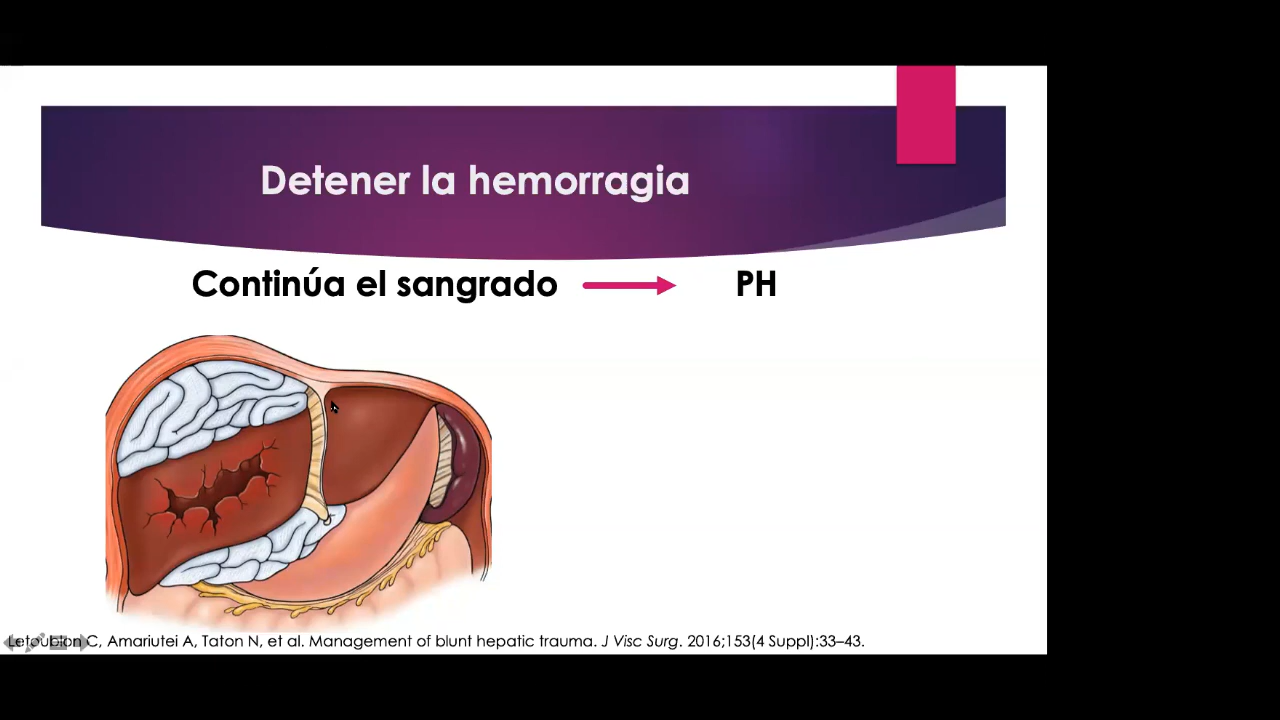 Detener la hemorragia
Continúa el sangrado PH
Letoublon C, Amariutei A, Taton N, et al. Management of blunt hepatic trauma. J Visc Surg. 2016;153(4 Suppl):33–43.